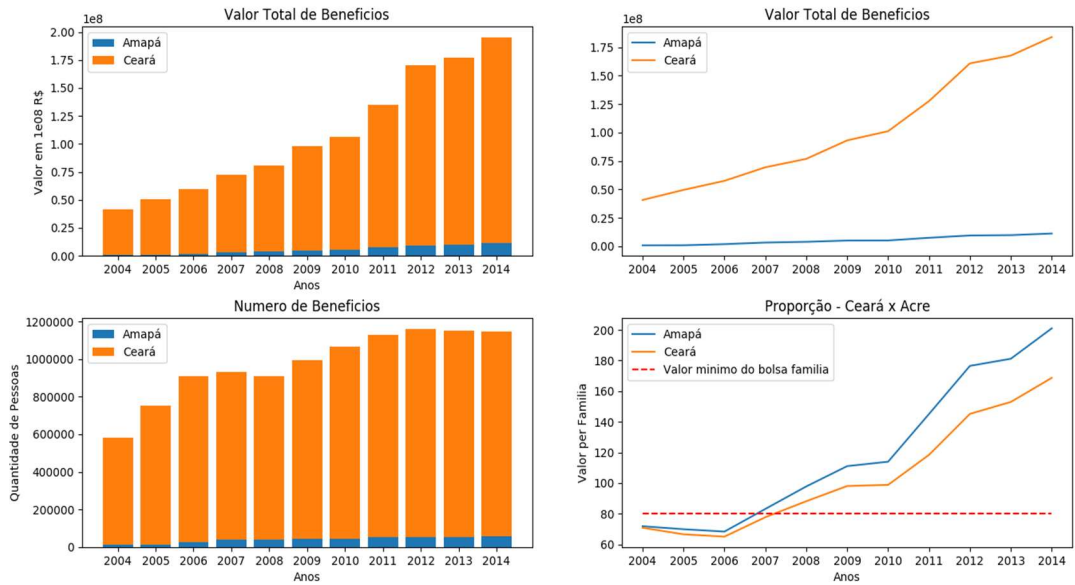 Valor Total de Beneficios
1e8
Amapá
Ceará
Valor em 1e08 R$
2.00
1.75
1.50
1.25
1.00
0.75
0.50
0.25
0.00
2004 2005 2006 2007 2008 2009 2010 2011 2012 2013 2014
Anos
Valor Total de Beneficios
1e8
Amapá
Ceará
1.75
1.50
1.25
1.00
0.75
0.50
0.25
0.00
2004 2005 2006 2007 2008 2009 2010 2011 2012 2013 2014
Numero de Beneficios
Amapá
Ceará
Quantidade de Pessoas
1200000
1000000
800000
600000
400000
200000
0
2004 2005 2006 2007 2008 2009 2010 2011 2012 2013 2014
Proporção - Ceará x Acre
Amapá
Ceará
Valor minimo do bolsa familia
Valor per Familia
200
180
160
140
120
100
80
60
2004 2005 2006 2007 2008 2009 2010 2011 2012 2013 2014
Anos